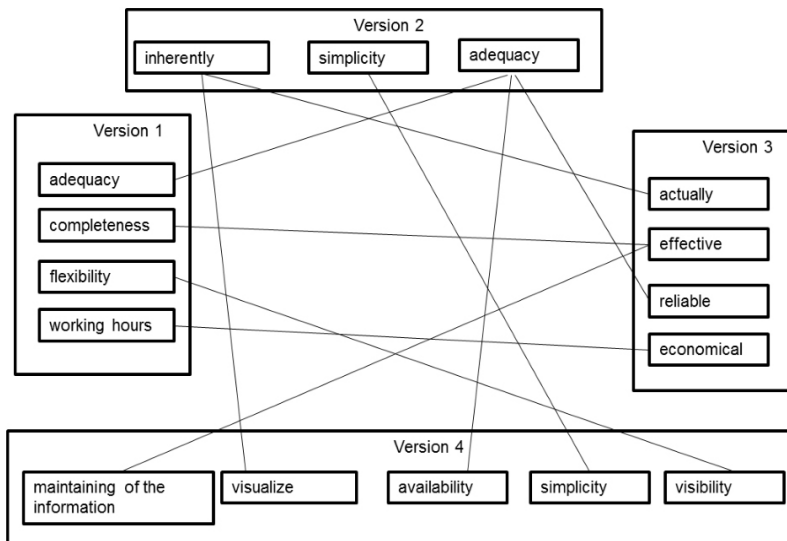 Version 2
inherently
simplicity
adequacy
Version 1
adequacy
completeness
flexibility
working hours
Version 3
actually
effective
reliable
economical
Version 4
maintaining of the
information
visualize
availability
simplicity
visibility